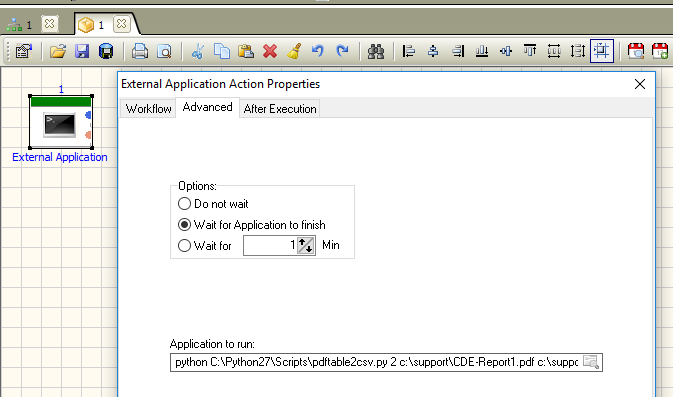 1
1
External Application Action Properties
1
Workflow
Advanced
After Execution
External Application
Options:
Do not wait
Wait for Application to finish
Wait for 1 Min
Application to run:
python C:\Python27\Scripts\pdftable2csv.py 2 c:\support\CDE-Report1.pdf c:\suppc